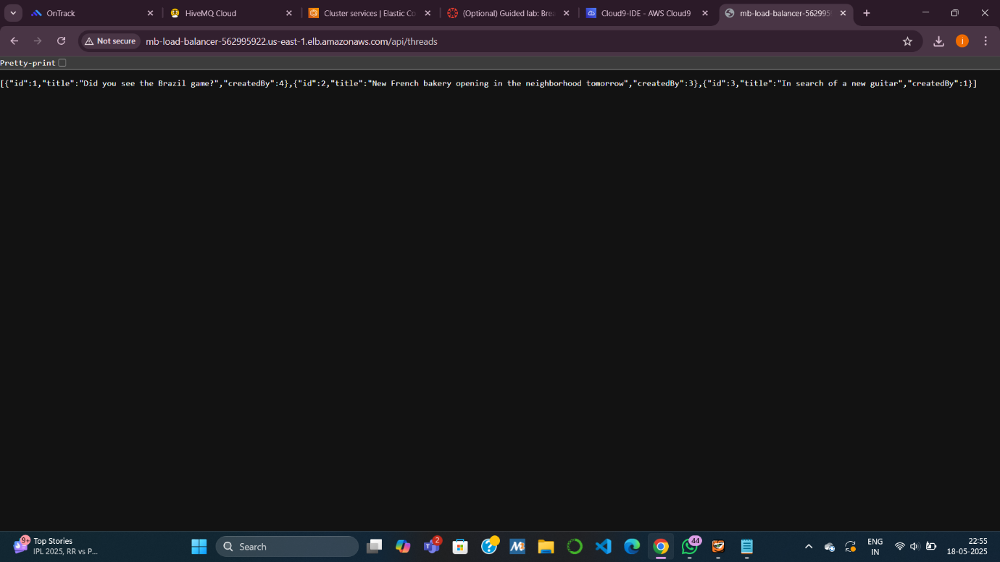 OnTrack
HiveMQ Cloud
Cluster services | Elastic Co
(Optional) Guided lab: Brea
Cloud9-IDE - AWS Cloud9
mb-load-balancer-562995
Not secure
mb-load-balancer-562995922.us-east-1.elb.amazonaws.com/api/threads
j
Pretty-print
[{"id":1,"title":"Did you see the Brazil game?","createdBy":4},{"id":2,"title":"New French bakery opening in the neighborhood tomorrow","createdBy":3},{"id":3,"title":"In search of a new guitar","createdBy":1}]
9+
Top Stories
IPL 2025, RR vs P...
Search
2
44
ENG
IN
22:55
18-05-2025